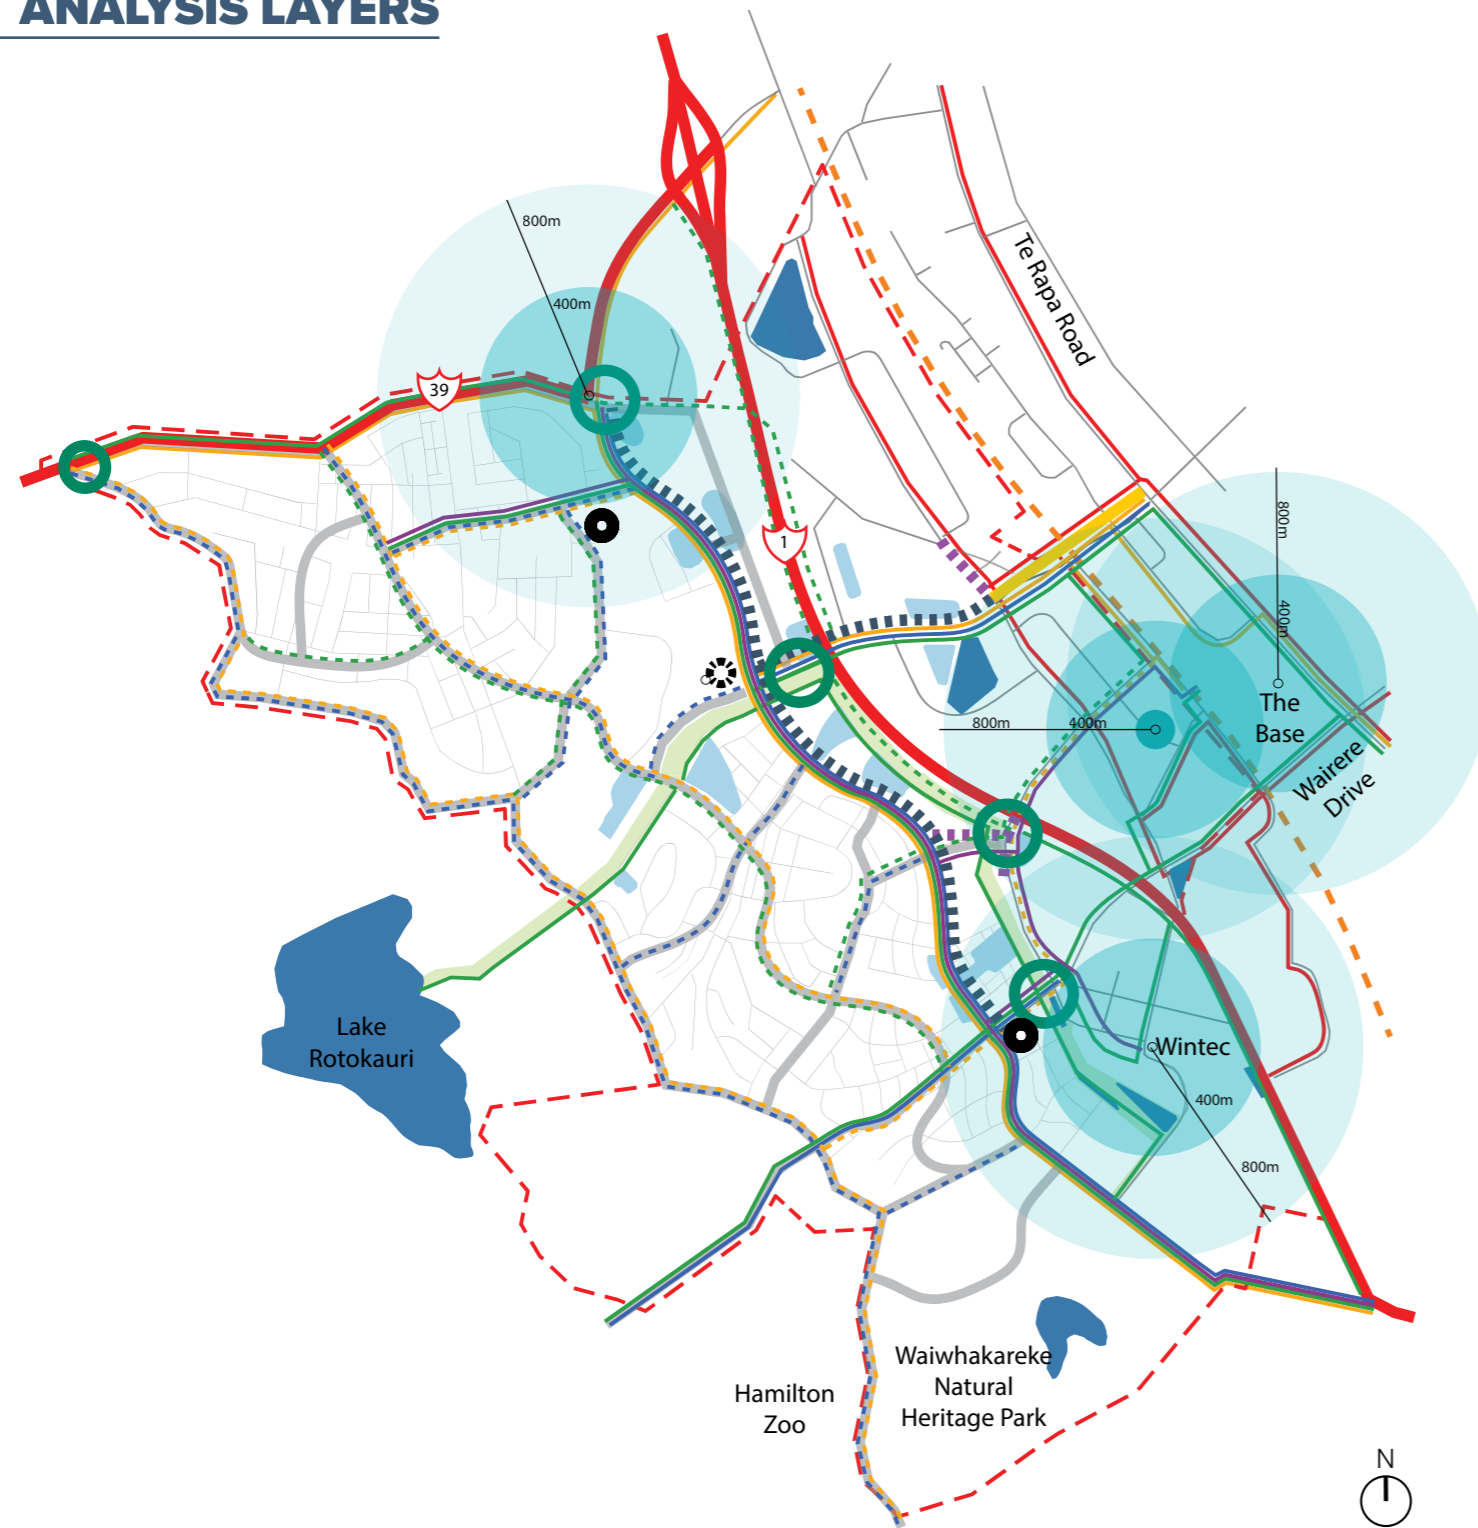 ANALYSIS LAYERS
800m
400m
39
Te Rapa Road
1
800m
400m
The
Base
800m
400m
Wairere
Drive
Lake
Rotokauri
Wintec
400m
800m
Waiwhakareke
Natural
Heritage Park
Hamilton
Zoo
N